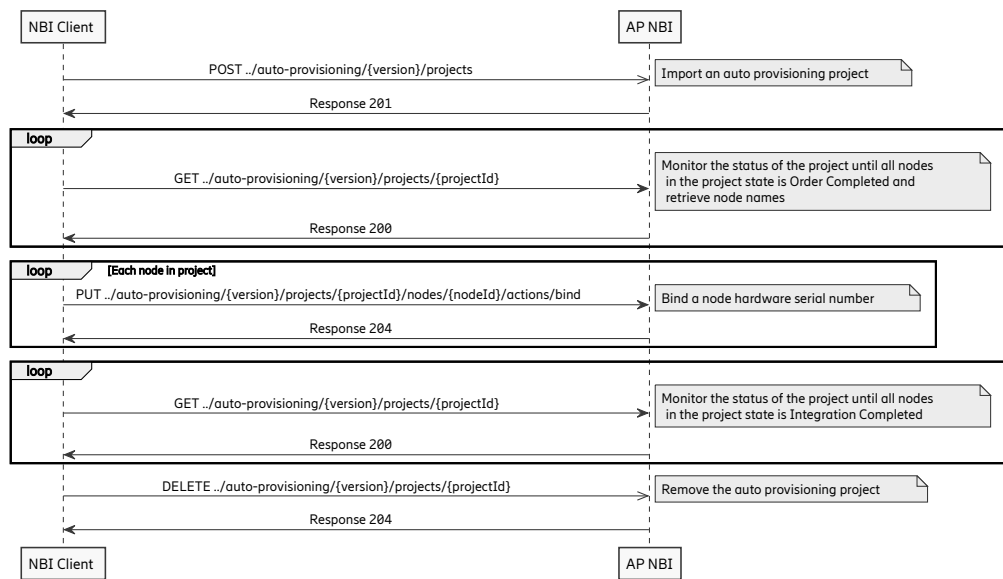 NBI Client
AP NBI
POST ../auto-provisioning/{version}/projects
Import an auto provisioning project
Response 201
loop
GET ../auto-provisioning/{version}/projects/{projectId}
Monitor the status of the project until all nodes
in the project state is Order Completed and
retrieve node names
Response 200
loop [Each node in project]
PUT ../auto-provisioning/{version}/projects/{projectId}/nodes/{nodeId}/actions/bind
Bind a node hardware serial number
Response 204
loop
GET ../auto-provisioning/{version}/projects/{projectId}
Monitor the status of the project until all nodes
in the project state is Integration Completed
Response 200
DELETE ../auto-provisioning/{version}/projects/{projectId}
Remove the auto provisioning project
Response 204
NBI Client
AP NBI